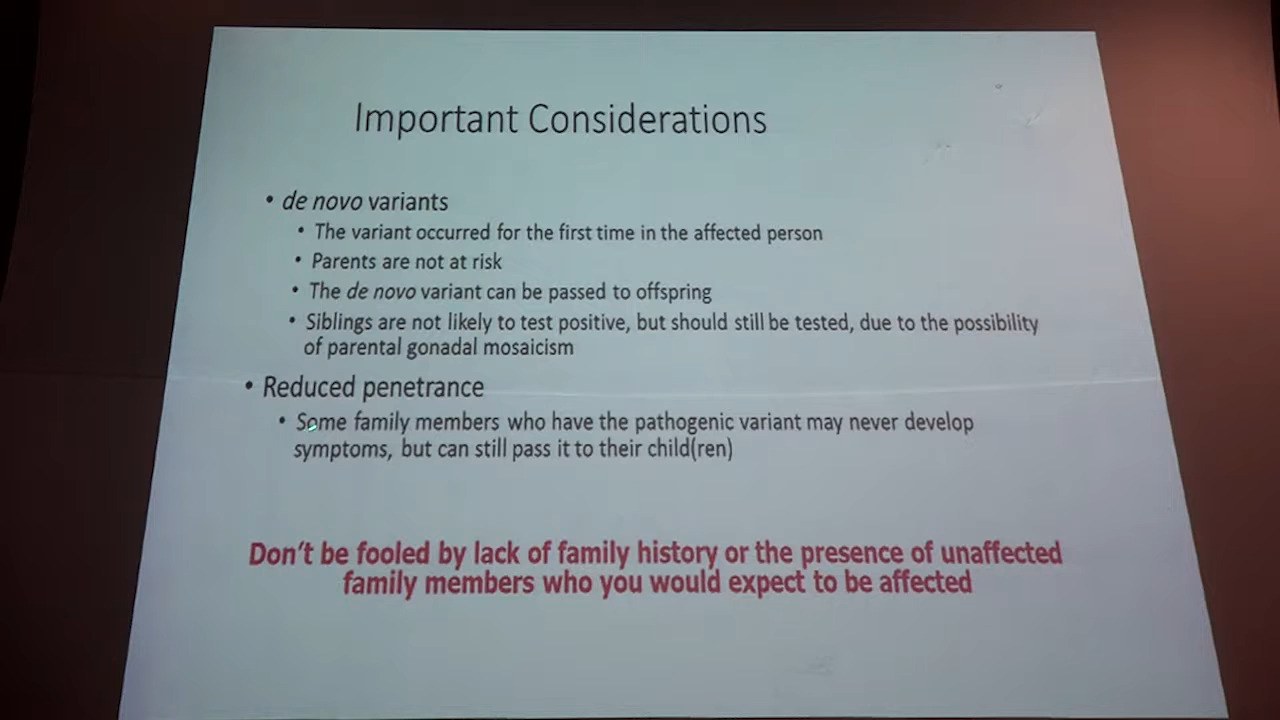 Important Considerations
• de novo variants
• The variant occurred for the first time in the affected person
• Parents are not at risk
• The de novo variant can be passed to offspring
• Siblings are not likely to test positive, but should still be tested, due to the possibility
of parental gonadal mosaicism
• Reduced penetrance
• Some family members who have the pathogenic variant may never develop
symptoms, but can still pass it to their child(ren)
Don't be fooled by lack of family history or the presence of unaffected
family members who you would expect to be affected